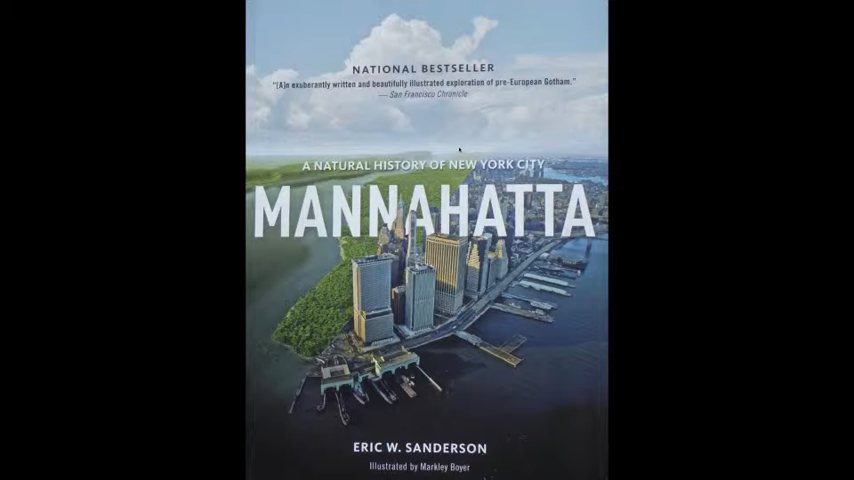 NATIONAL BESTSELLER
"[A]n exuberantly written and beautifully illustrated exploration of pre-European Gotham."
— San Francisco Chronicle
A NATURAL HISTORY OF NEW YORK CITY
MANNAHATTA
ERIC W. SANDERSON
Illustrated by Markley Boyer